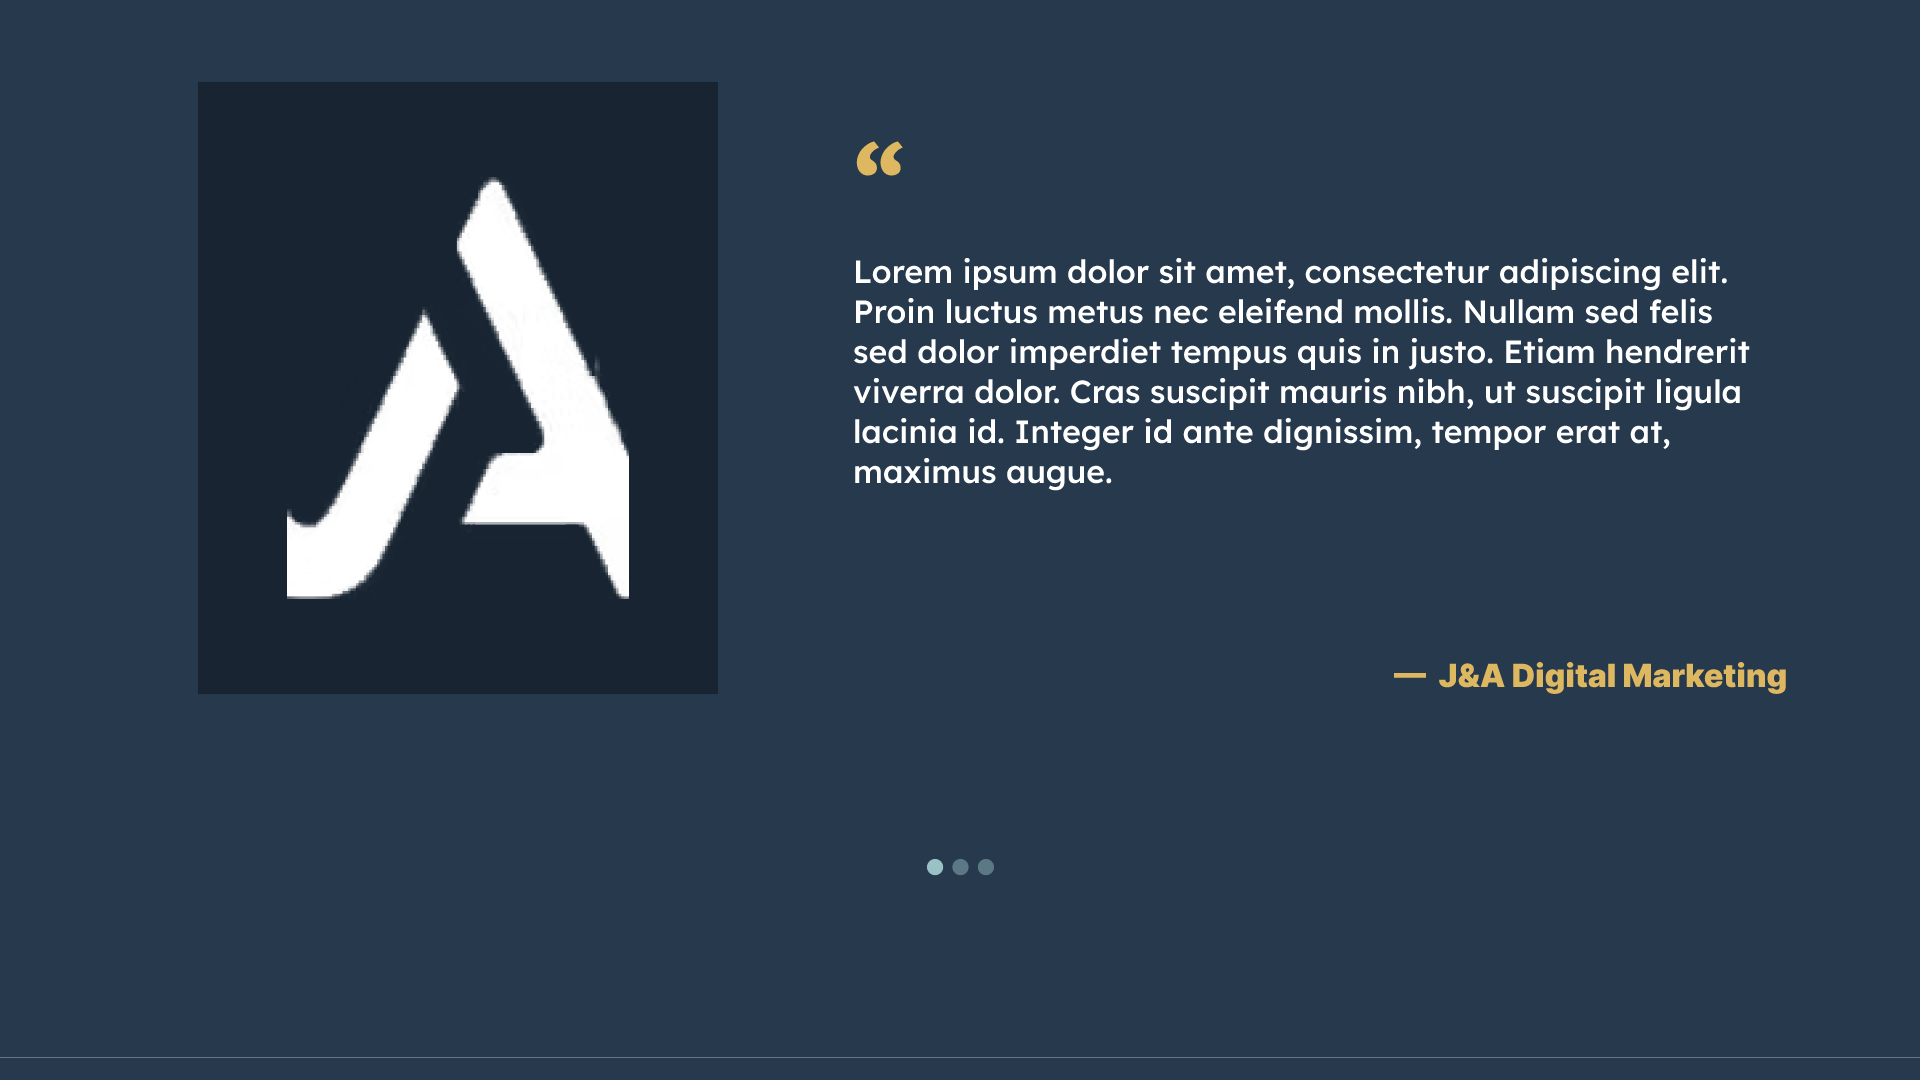 JA
“
Lorem ipsum dolor sit amet, consectetur adipiscing elit.
Proin luctus metus nec eleifend mollis. Nullam sed felis
sed dolor imperdiet tempus quis in justo. Etiam hendrerit
viverra dolor. Cras suscipit mauris nibh, ut suscipit ligula
lacinia id. Integer id ante dignissim, tempor erat at,
maximus augue.
— J&A Digital Marketing